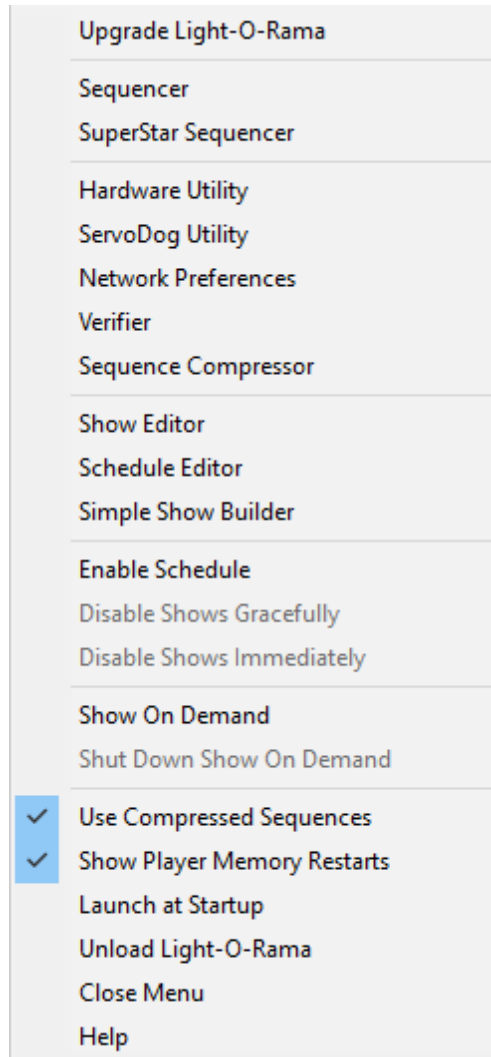 Upgrade Light-O-Rama
Sequencer
SuperStar Sequencer
Hardware Utility
ServoDog Utility
Network Preferences
Verifier
Sequence Compressor
Show Editor
Schedule Editor
Simple Show Builder
Enable Schedule
Disable Shows Gracefully
Disable Shows Immediately
Show On Demand
Shut Down Show On Demand
Use Compressed Sequences
Show Player Memory Restarts
Launch at Startup
Unload Light-O-Rama
Close Menu
Help